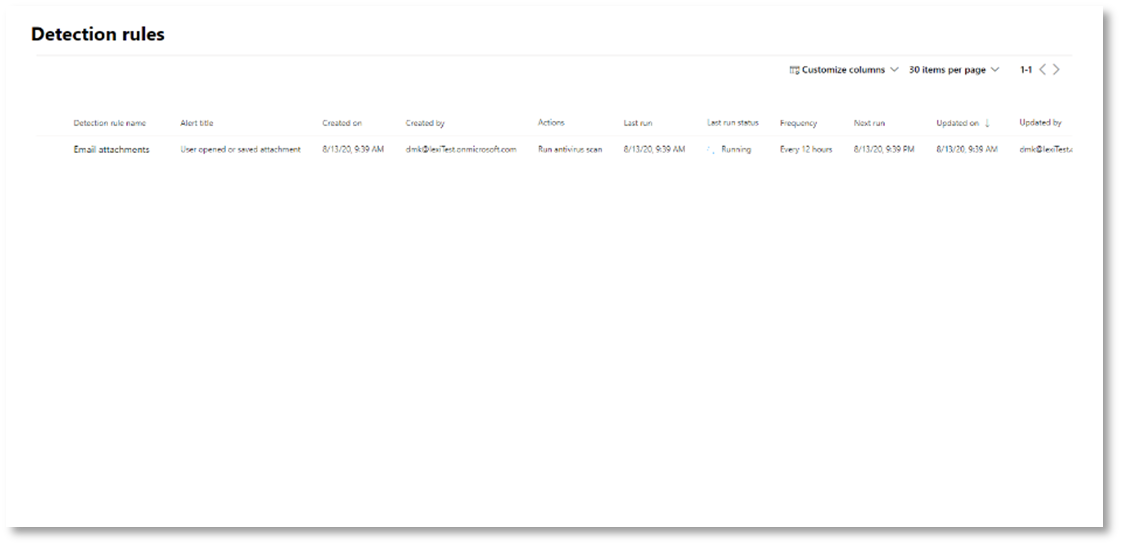 Detection rules
Customize columns 30 items per page 1-1
Detection rule name Alert title Created on Created by Actions Last run Last run status Frequency Next run Updated on ↓ Updated by
Email attachments User opened or saved attachment 8/13/20, 9:39 AM dmk@lexiTest.onmicrosoft.com Run antivirus scan 8/13/20, 9:39 AM Running Every 12 hours 8/13/20, 9:39 PM 8/13/20, 9:39 AM dmk@lexiTest.